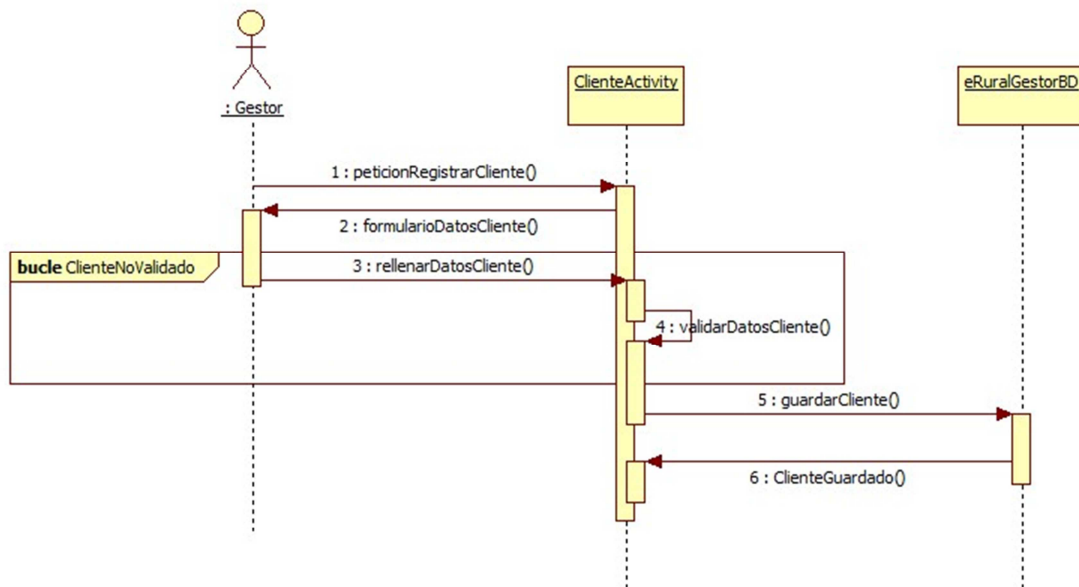 : Gestor
ClienteActivity
eRuralGestorBD
1 : peticionRegistrarCliente()
2 : formularioDatosCliente()
bucle ClienteNoValidado
3 : rellenarDatosCliente()
4 : validarDatosCliente()
5 : guardarCliente()
6 : ClienteGuardado()